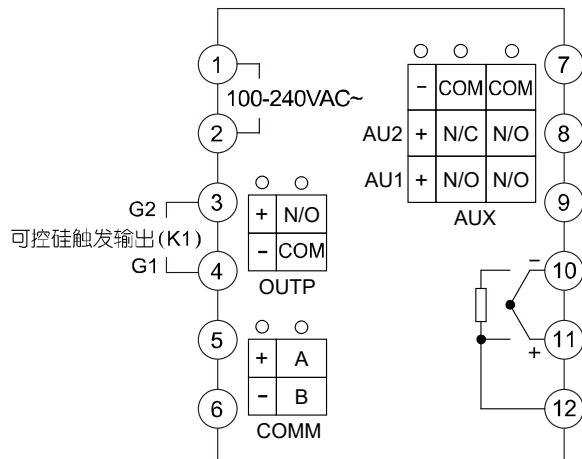 1
7
100-240VAC~
- COM COM
2
AU2 + N/C N/O
8
AU1 + N/O N/O
AUX
G2
3
+ N/O
9
可控硅触发输出(K1)
G1
4
- COM
OUTP
- 10
5
+ A
+ 11
6
- B
COMM
12